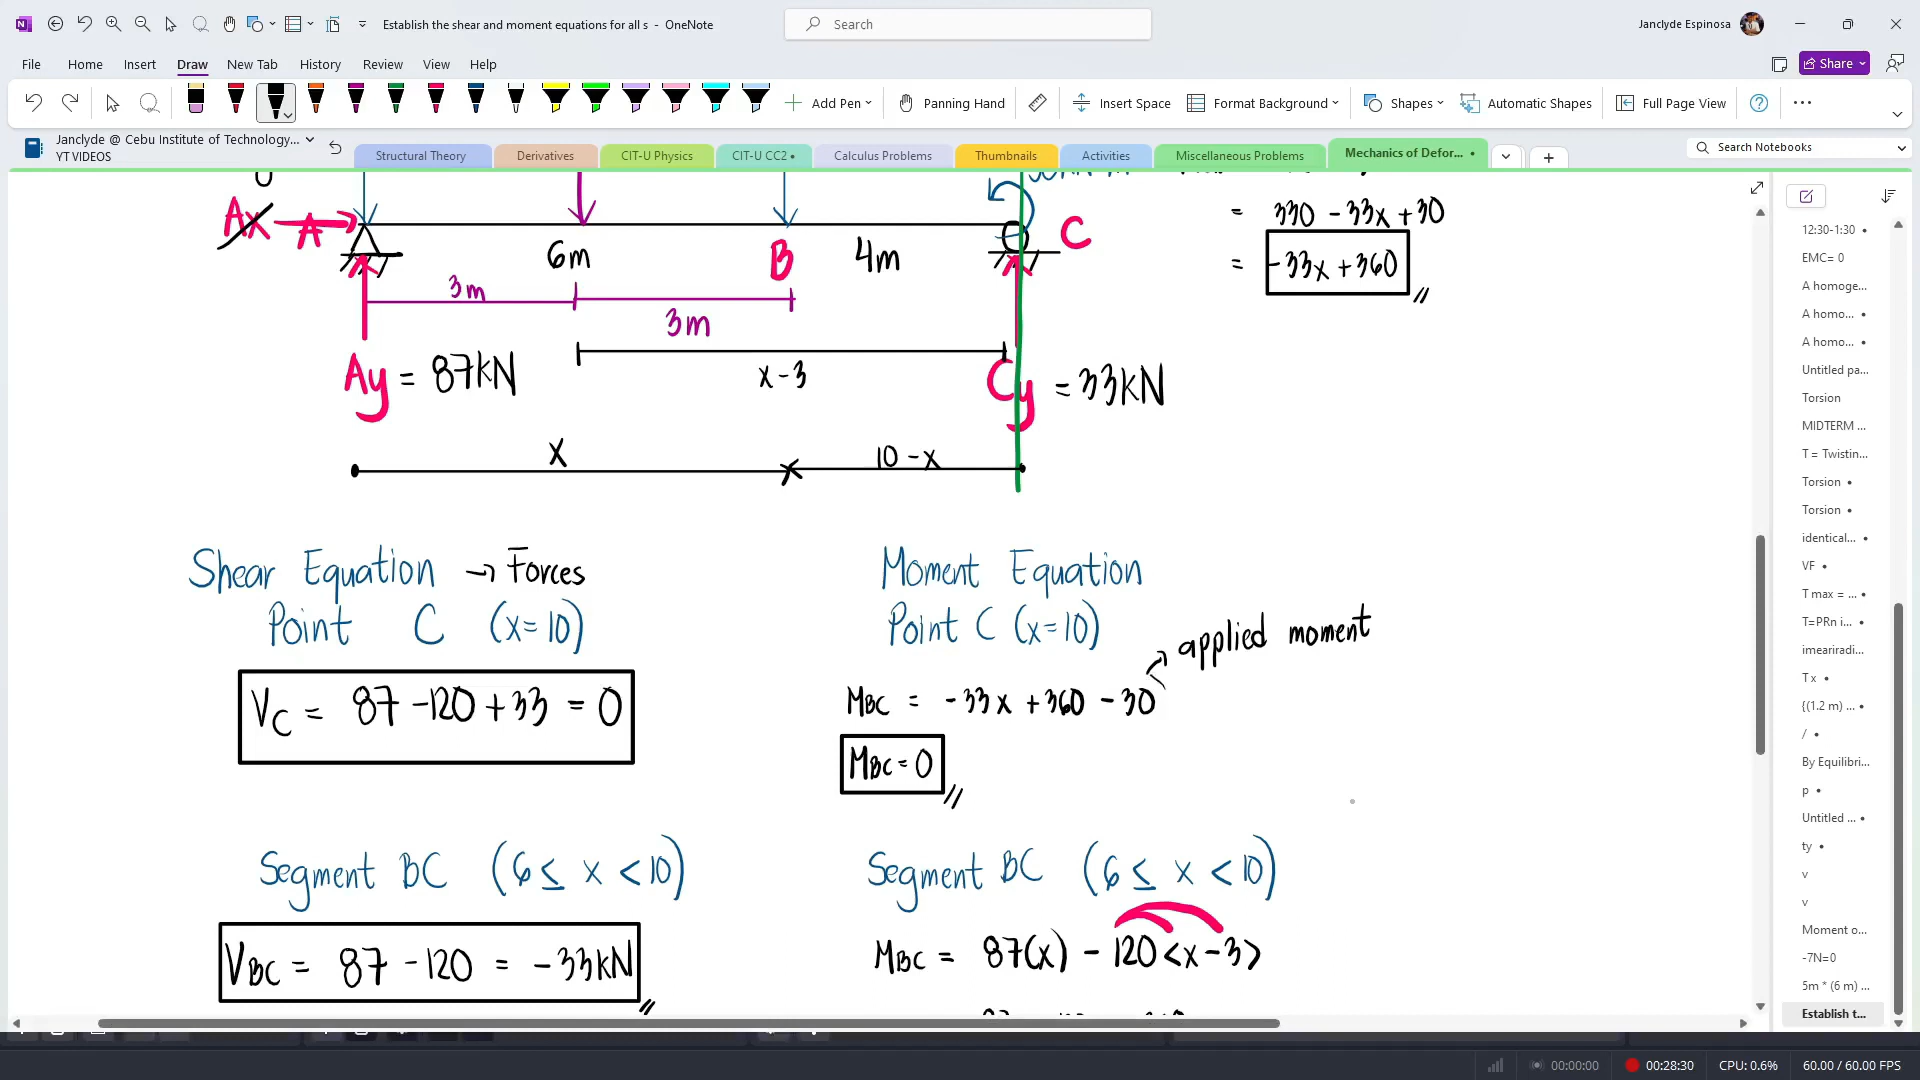 Establish the shear and moment equations for all s - OneNote
Search
Janclyde Espinosa
File Home Insert Draw New Tab History Review View Help
Share
Add Pen
Panning Hand
Insert Space
Format Background
Shapes
Automatic Shapes
Full Page View
Janclyde @ Cebu Institute of Technology...
YT VIDEOS
Structural Theory
Derivatives
CIT-U Physics
CIT-U CC2
Calculus Problems
Thumbnails
Activities
Miscellaneous Problems
Mechanics of Defor...
Search Notebooks
Ax A
6m B 4m C
3m
3m
x - 3
Ay = 87kN
Cy = 33kN
x 10 - x
= 330 - 33x + 30
= -33x + 360
Shear Equation → Forces
Point C (x=10)
Vc = 87 - 120 + 33 = 0
Moment Equation
Point C (x=10)
applied moment
MBC = -33x + 360 - 30
MBC = 0
Segment BC (6 ≤ x < 10)
VBC = 87 - 120 = -33kN
Segment BC (6 ≤ x < 10)
MBC = 87(x) - 120 <x - 3>
12:30-1:30
EMC= 0
A homoge...
A homo...
A homo...
Untitled pa...
Torsion
MIDTERM ...
T = Twistin...
Torsion
Torsion
identical...
VF
T max = ...
T=PRn i...
imeariradi...
T x
{(1.2 m) ...
/
By Equilibri...
p
Untitled ...
ty
v
v
Moment o...
-7N=0
5m * (6 m) ...
Establish t...
00:00:00
00:28:30
CPU: 0.6%
60.00 / 60.00 FPS